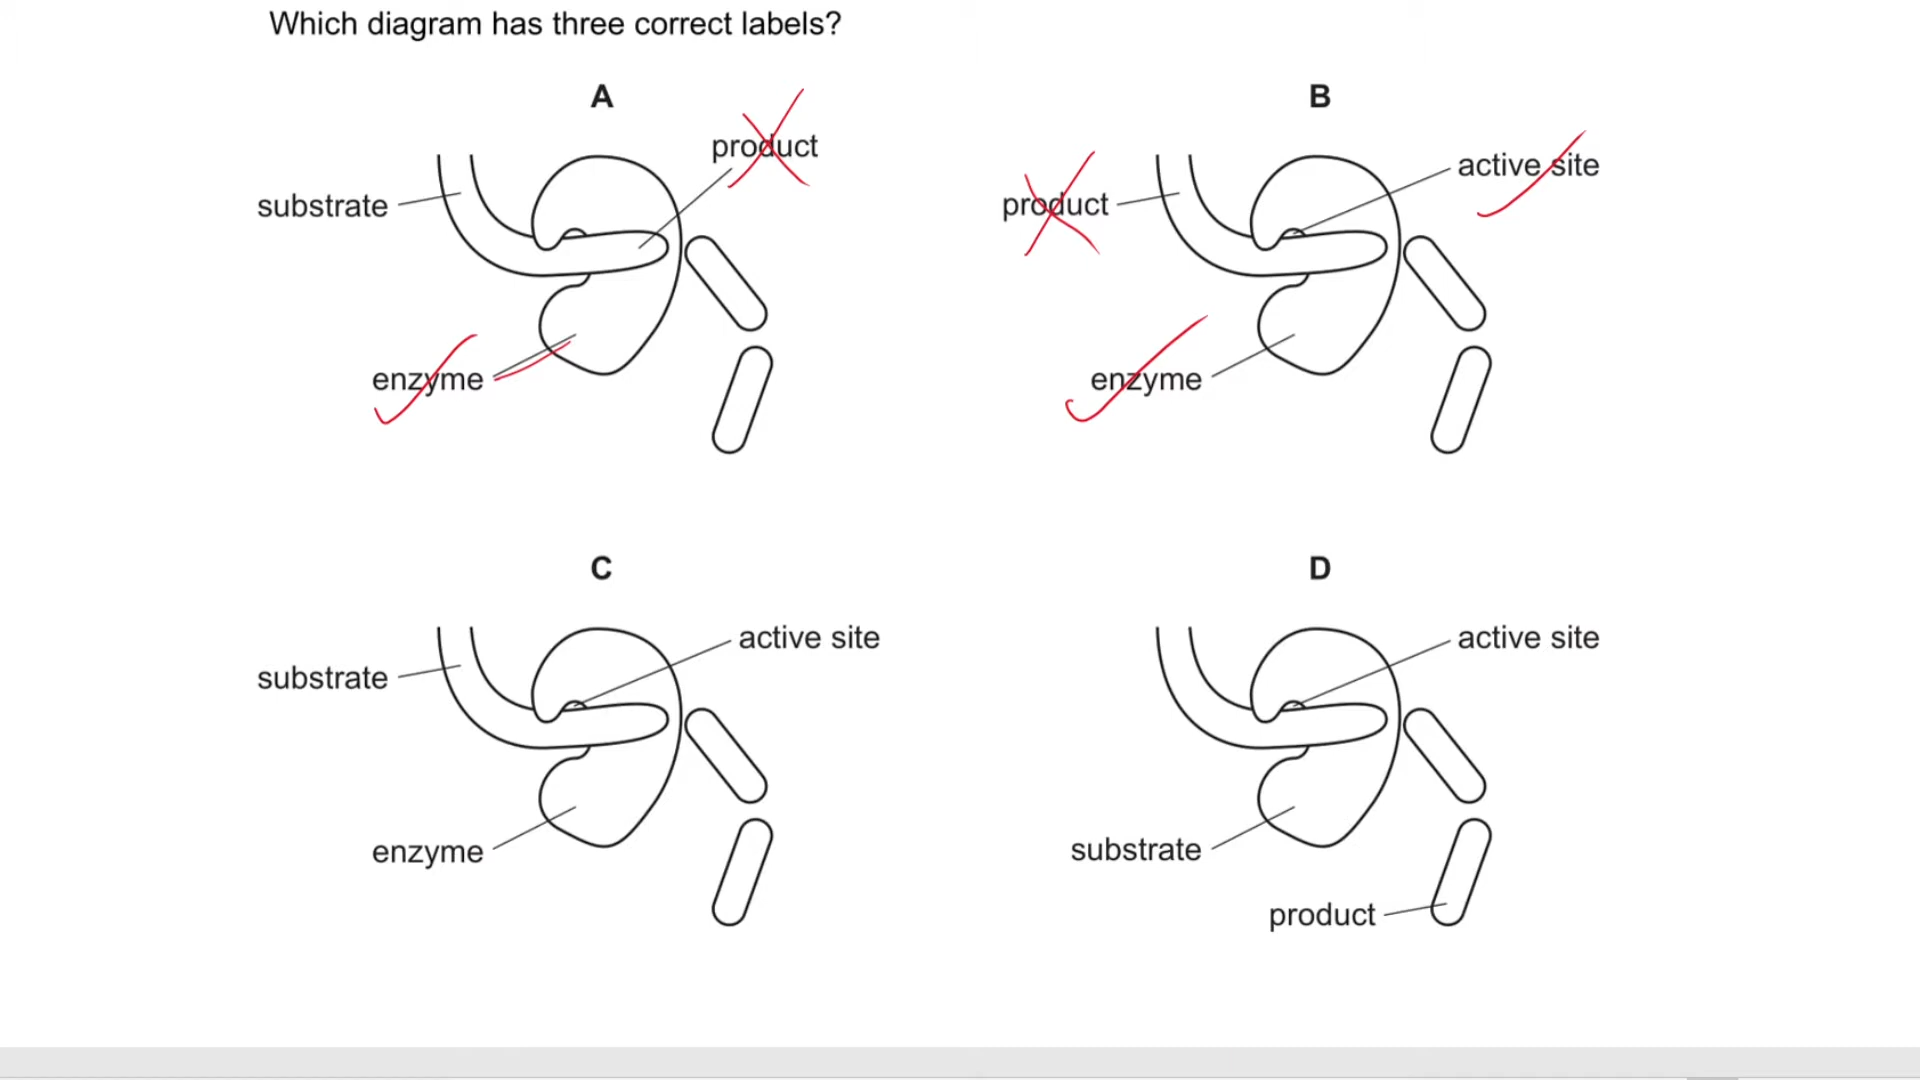 Which diagram has three correct labels?
A
product
substrate
enzyme
B
active site
product
enzyme
C
active site
substrate
enzyme
D
active site
substrate
product